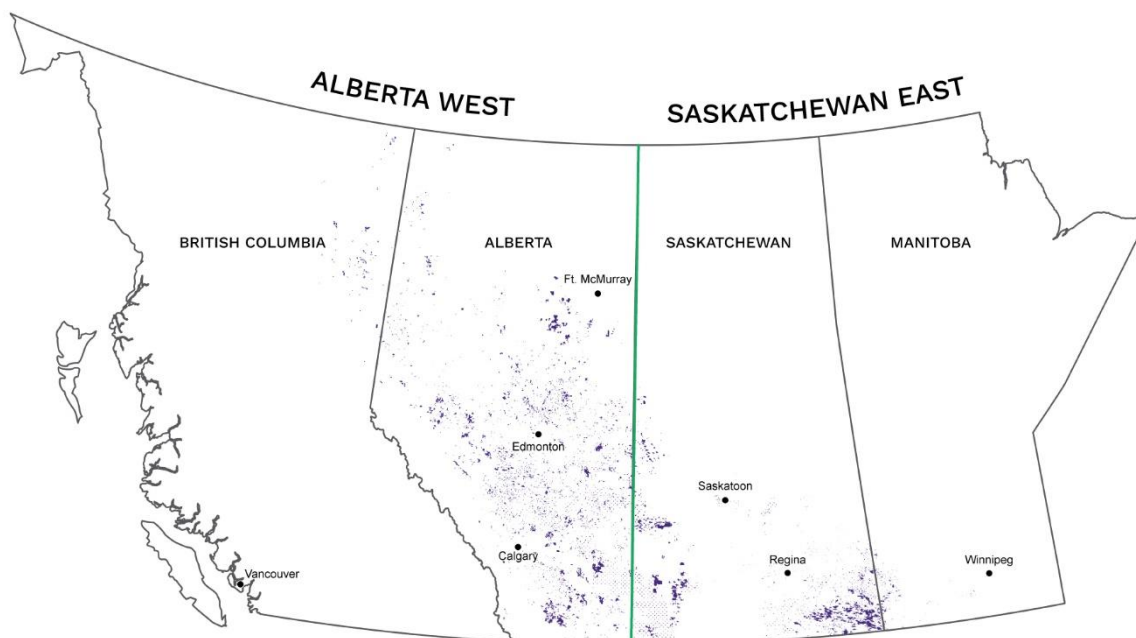 ALBERTA WEST
SASKATCHEWAN EAST
BRITISH COLUMBIA
ALBERTA
SASKATCHEWAN
MANITOBA
Ft. McMurray
Edmonton
Saskatoon
Calgary
Regina
Winnipeg
Vancouver